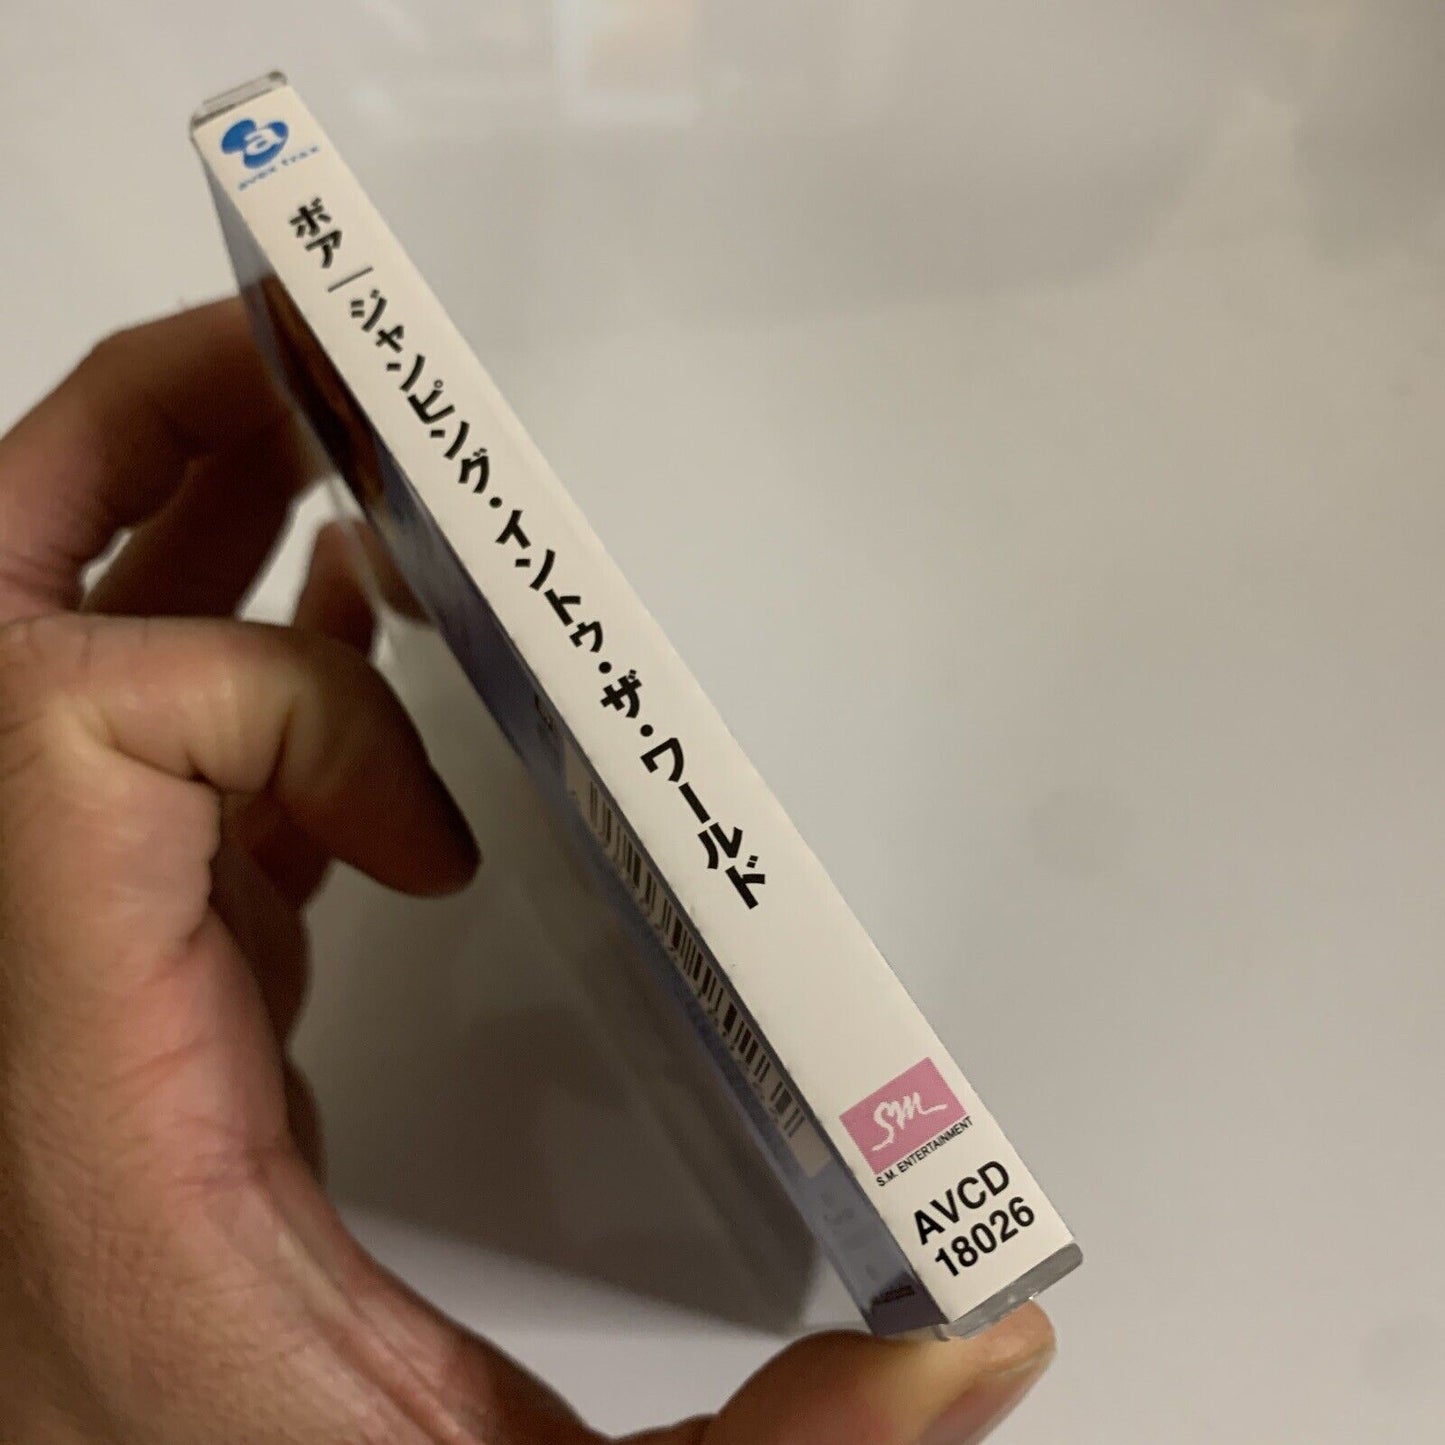 a
avex trax
ボア｜ジャンピング・イントゥ・ザ・ワールド
SM
S.M. ENTERTAINMENT
AVCD
18026